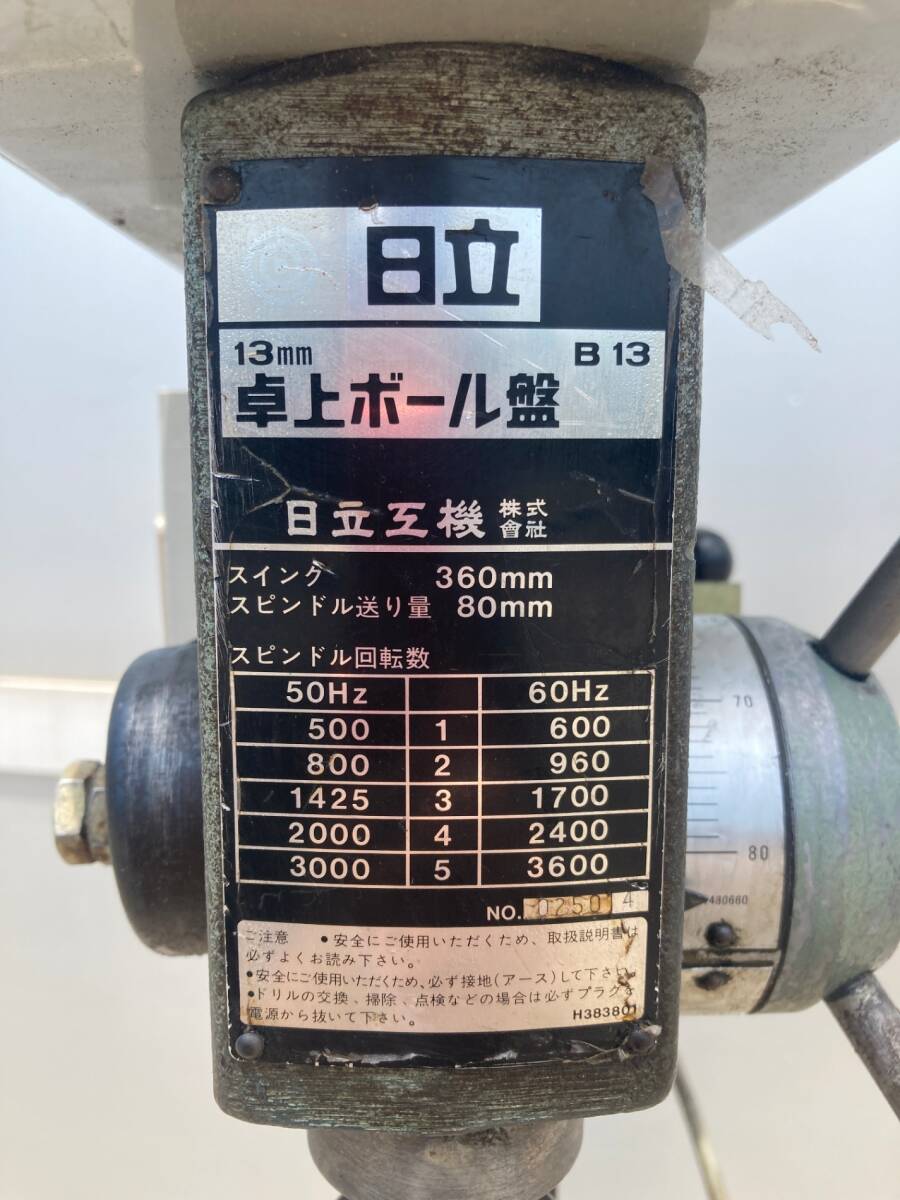 日立
13mm B 13
卓上ボール盤
日立工機 株式會社
スイング 360mm
スピンドル送り量 80mm
スピンドル回転数
50Hz 60Hz
500 1 600
800 2 960
1425 3 1700
2000 4 2400
3000 5 3600
NO. 0250 4
ご注意 •安全にご使用いただくため、取扱説明書は
必ずよくお読み下さい。
•安全にご使用いただくため、必ず接地(アース)して下さい。
•ドリルの交換、掃除、点検などの場合は必ずプラグを
電源から抜いて下さい。 H383801
70
80
430660